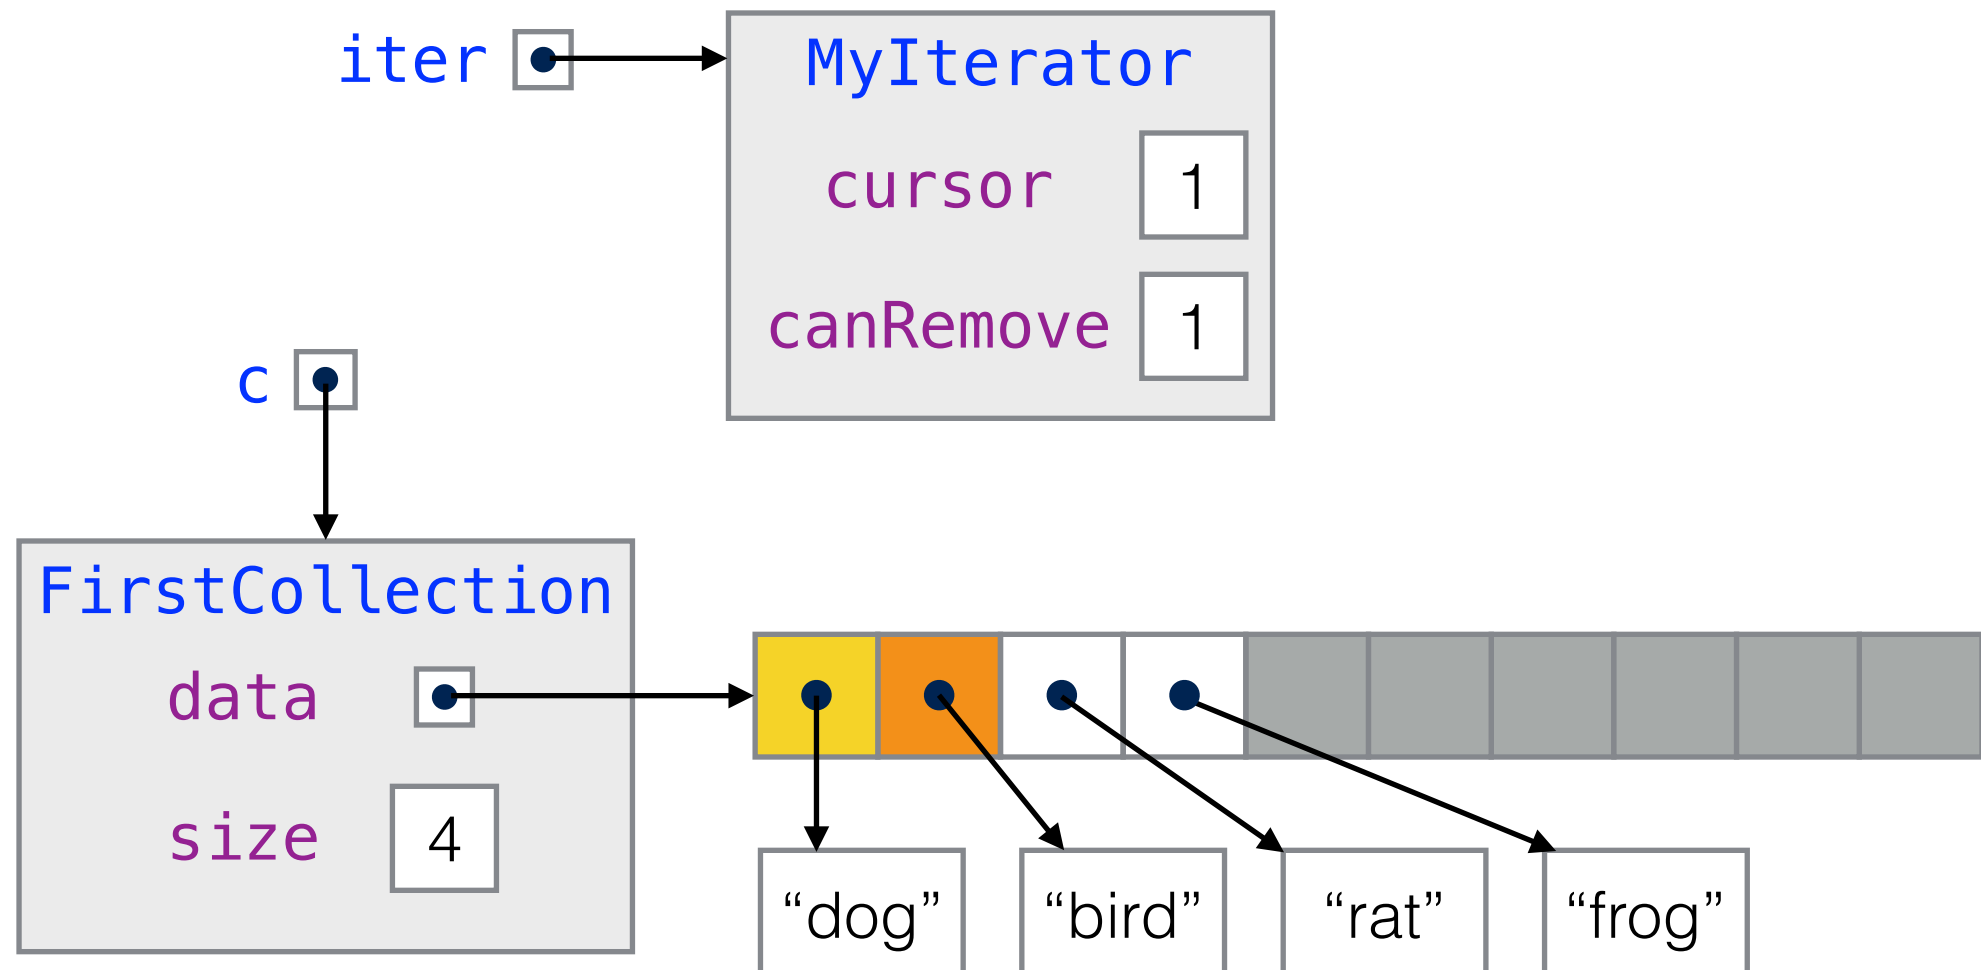 iter
MyIterator
cursor 1
canRemove 1
c
FirstCollection
data
size 4
“dog” “bird” “rat” “frog”